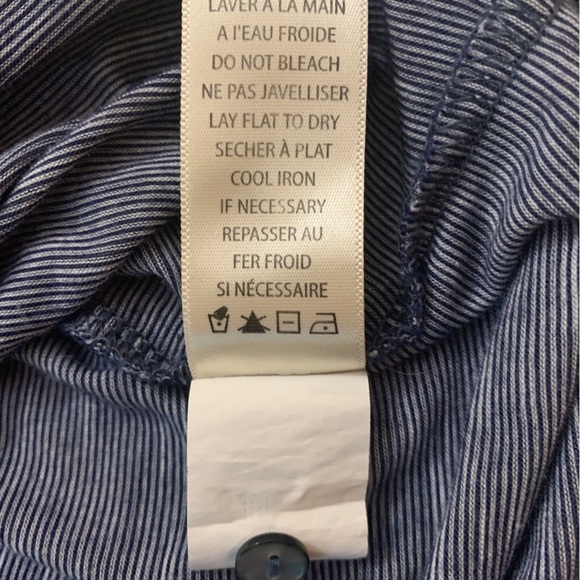 LAVER A LA MAIN
A l'EAU FROIDE
DO NOT BLEACH
NE PAS JAVELLISER
LAY FLAT TO DRY
SECHER À PLAT
COOL IRON
IF NECESSARY
REPASSER AU
FER FROID
SI NÉCESSAIRE